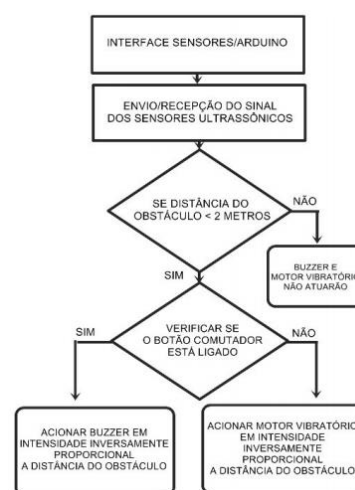 INTERFACE SENSORES/ARDUINO
ENVIO/RECEPÇÃO DO SINAL
DOS SENSORES ULTRASSÔNICOS
SE DISTÂNCIA DO
OBSTÁCULO < 2 METROS
NÃO
BUZZER E
MOTOR VIBRATÓRIO
NÃO ATUARÃO
SIM
VERIFICAR SE
O BOTÃO COMUTADOR
ESTÁ LIGADO
SIM
NÃO
ACIONAR BUZZER EM
INTENSIDADE INVERSAMENTE
PROPORCIONAL
A DISTÂNCIA DO OBSTÁCULO
ACIONAR MOTOR VIBRATÓRIO
EM INTENSIDADE
INVERSAMENTE
PROPORCIONAL
A DISTÂNCIA DO OBSTÁCULO